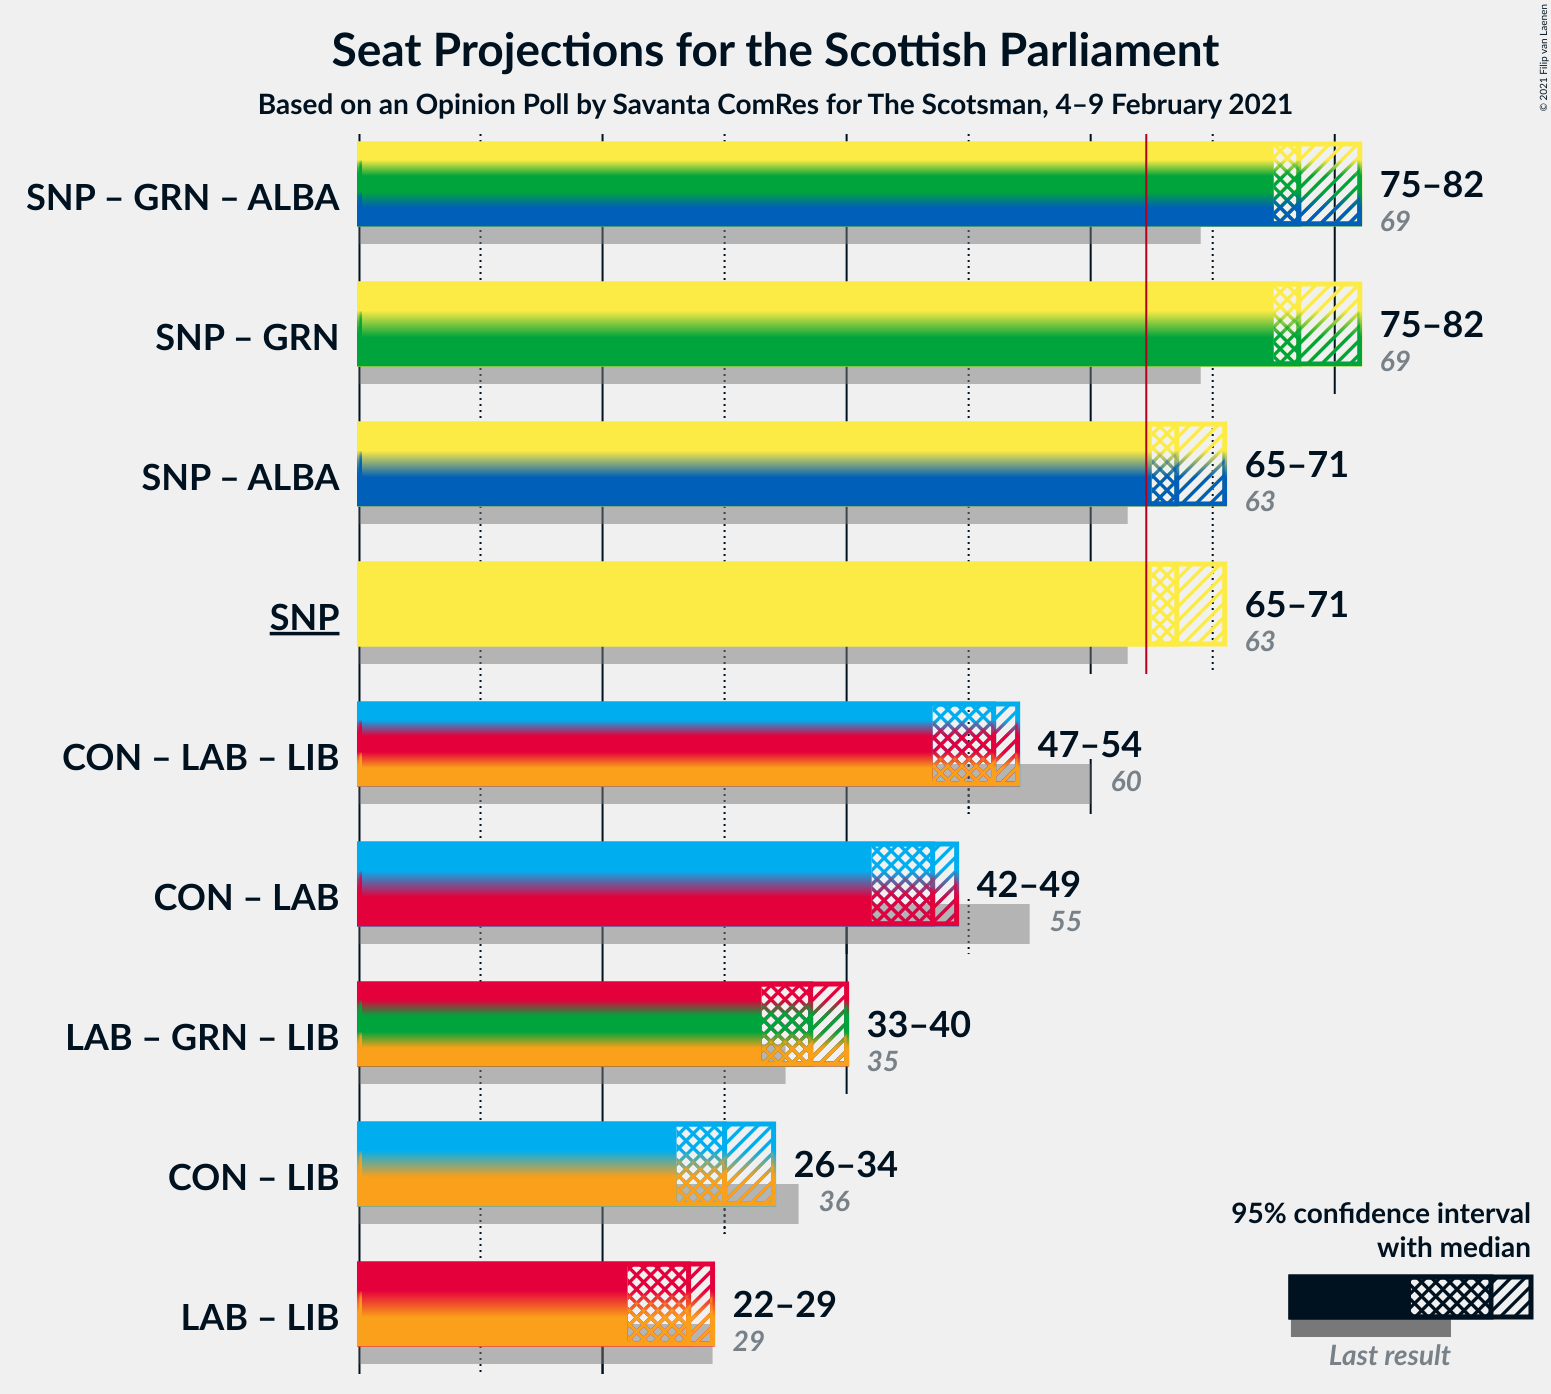 Seat Projections for the Scottish Parliament
Based on an Opinion Poll by Savanta ComRes for The Scotsman, 4–9 February 2021
© 2021 Filip van Laenen
SNP – GRN – ALBA
75–82
69
SNP – GRN
75–82
69
SNP – ALBA
65–71
63
SNP
65–71
63
CON – LAB – LIB
47–54
60
CON – LAB
42–49
55
LAB – GRN – LIB
33–40
35
CON – LIB
26–34
36
LAB – LIB
22–29
29
95% confidence interval
with median
Last result